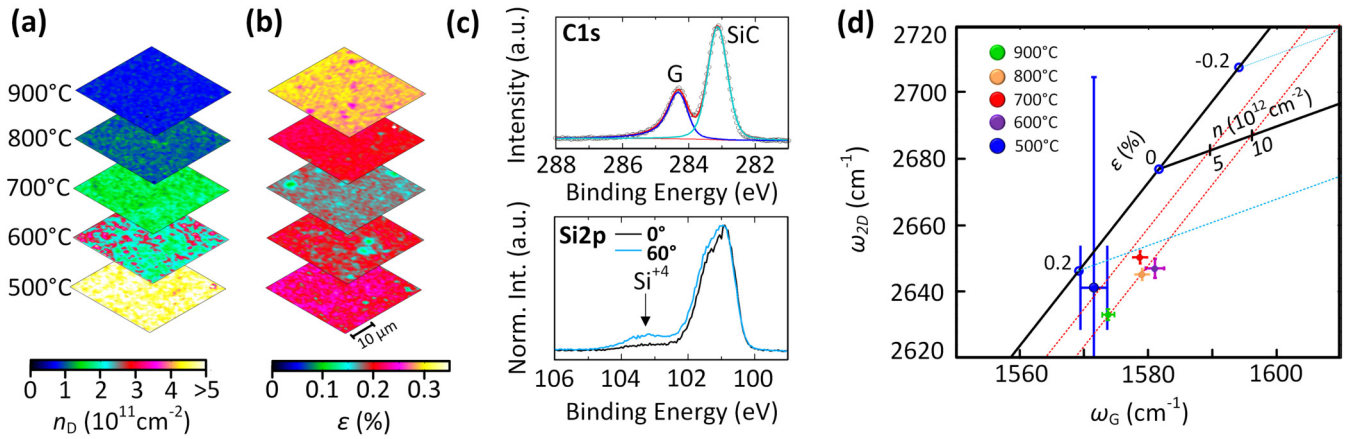 (a)
900°C
800°C
700°C
600°C
500°C
0 1 2 3 4 >5
n_D (10^11 cm^-2)
(b)
10 μm
0 0.1 0.2 0.3
ε (%)
(c)
C1s
SiC
G
Intensity (a.u.)
288 286 284 282
Binding Energy (eV)
Si2p
0°
60°
Si^+4
Norm. Int. (a.u.)
106 104 102 100
Binding Energy (eV)
(d)
2720
2700
2680
2660
2640
2620
ω_2D (cm^-1)
900°C
800°C
700°C
600°C
500°C
-0.2
0
0.2
ε (%)
n (10^12 cm^-2)
5
10
1560 1580 1600
ω_G (cm^-1)